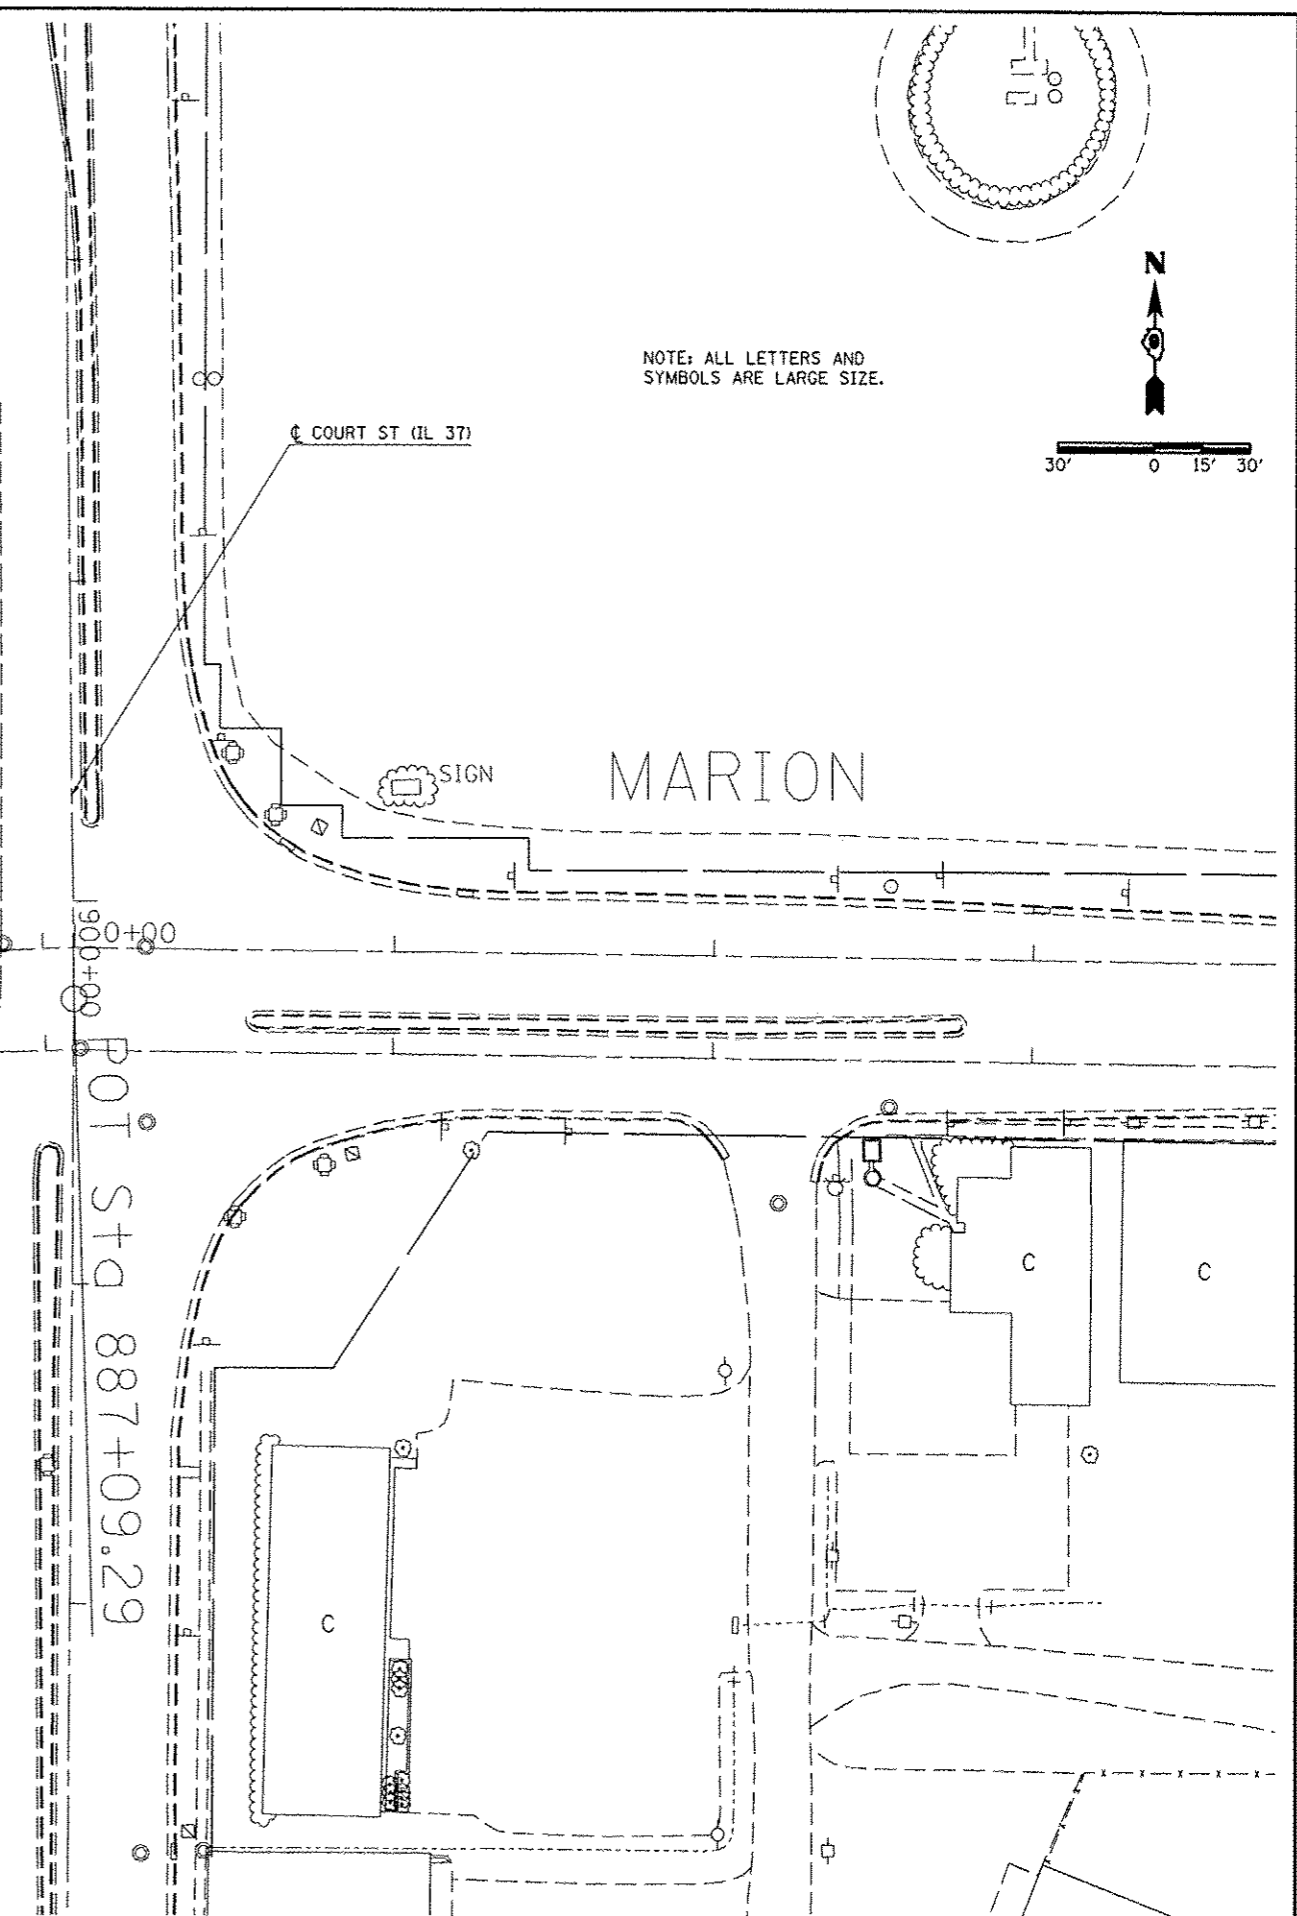 N
NOTE: ALL LETTERS AND
SYMBOLS ARE LARGE SIZE.
℄ COURT ST (IL 37)
30' 0 15' 30'
SIGN
MARION
900+00
900+00
POT Sta 887+09.29
C
C
C